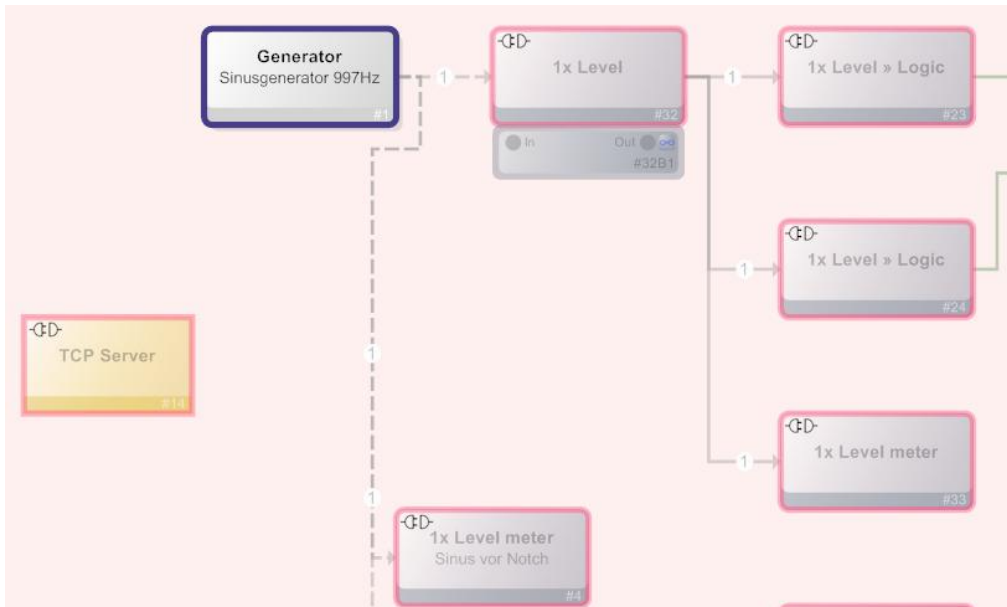 Generator
Sinusgenerator 997Hz
#1
1
1x Level
#32
In
Out
#32B1
1
1x Level » Logic
#23
1
1x Level » Logic
#24
TCP Server
#14
1
1
1x Level meter
#33
1
1x Level meter
Sinus vor Notch
#4